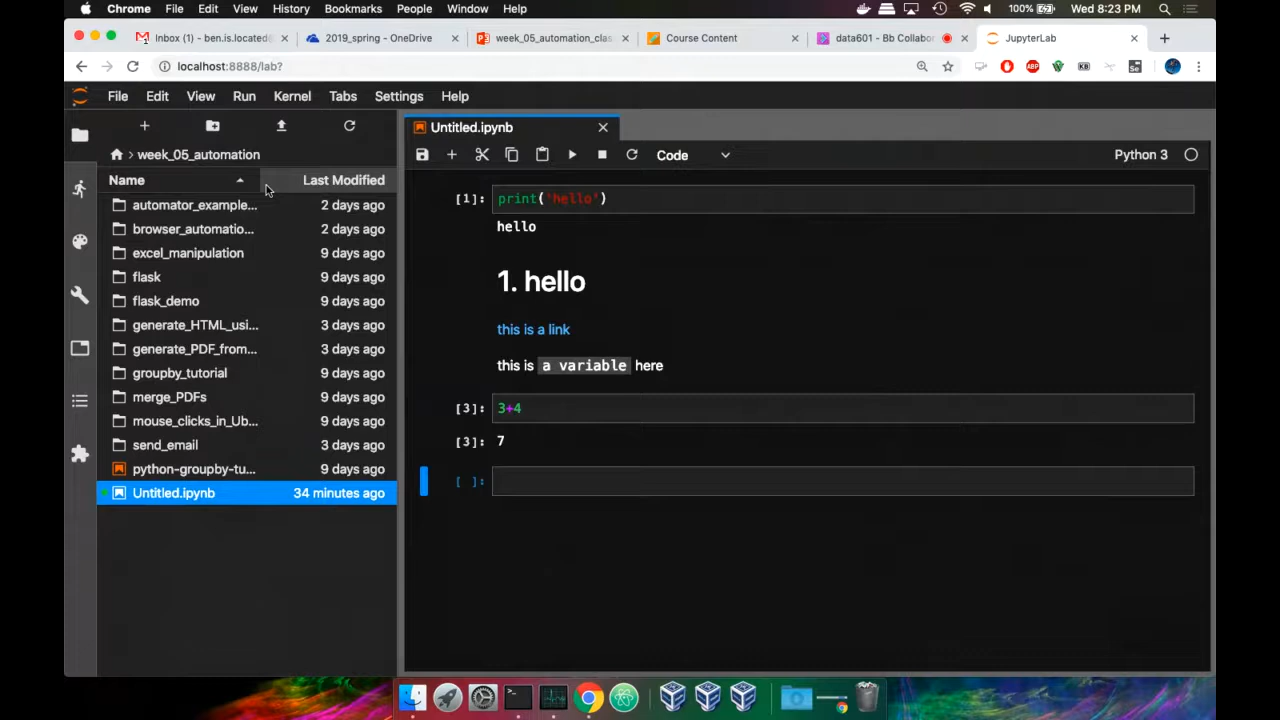 Chrome File Edit View History Bookmarks People Window Help 100% Wed 8:23 PM
Inbox (1) - ben.is.located 2019_spring - OneDrive week_05_automation_clas Course Content data601 - Bb Collabor JupyterLab
localhost:8888/lab?
File Edit View Run Kernel Tabs Settings Help
Untitled.ipynb
week_05_automation
Code Python 3
Name Last Modified
automator_example... 2 days ago
browser_automatio... 2 days ago
excel_manipulation 9 days ago
flask 9 days ago
flask_demo 9 days ago
generate_HTML_usi... 3 days ago
generate_PDF_from... 3 days ago
groupby_tutorial 9 days ago
merge_PDFs 9 days ago
mouse_clicks_in_Ub... 9 days ago
send_email 3 days ago
python-groupby-tu... 9 days ago
Untitled.ipynb 34 minutes ago
[1]: print('hello')
hello
1. hello
this is a link
this is a variable here
[3]: 3+4
[3]: 7
[ ]: